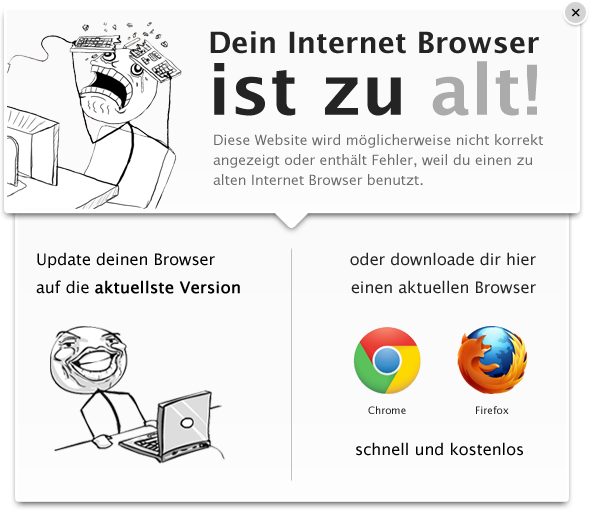 Dein Internet Browser
ist zu alt!
Diese Website wird möglicherweise nicht korrekt
angezeigt oder enthält Fehler, weil du einen zu
alten Internet Browser benutzt.
Update deinen Browser
auf die aktuellste Version
oder downloade dir hier
einen aktuellen Browser
Chrome
Firefox
schnell und kostenlos